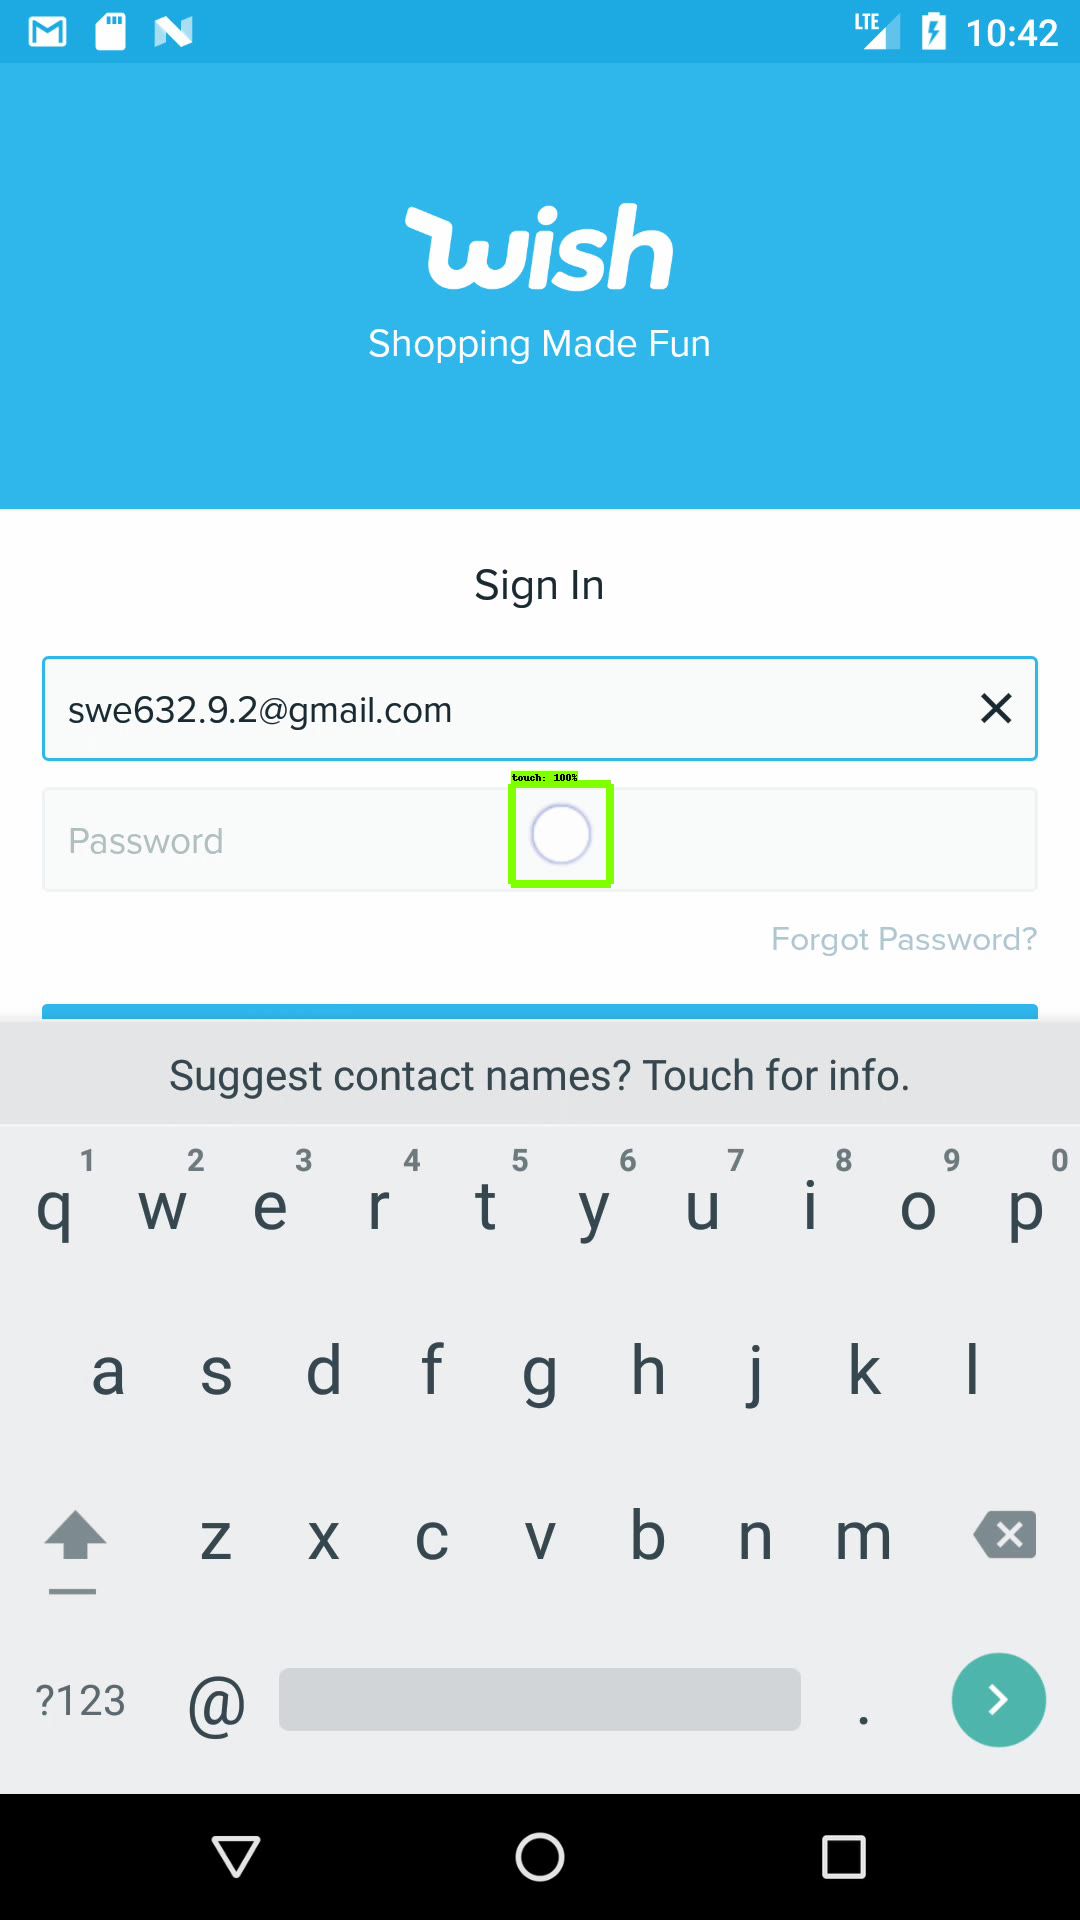 LTE 10:42
wish
Shopping Made Fun
Sign In
swe632.9.2@gmail.com
touch: 100%
Password
Forgot Password?
Suggest contact names? Touch for info.
1 2 3 4 5 6 7 8 9 0
q w e r t y u i o p
a s d f g h j k l
z x c v b n m
?123 @ .